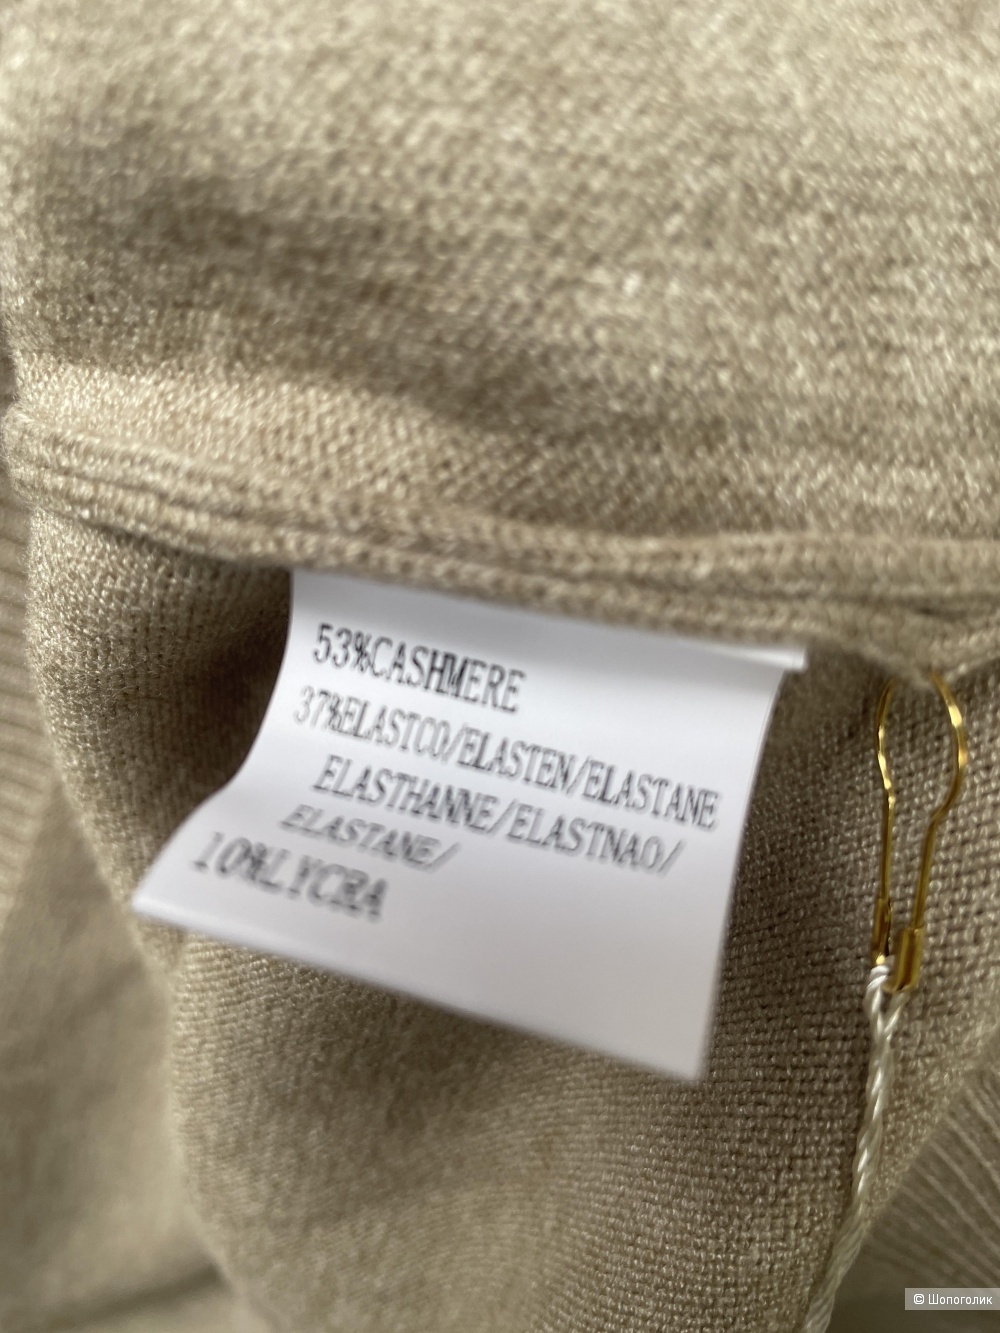 53%CASHMERE
37%ELASTCO/ELASTEN/ELASTANE
ELASTHANNE/ELASTNAO/
ELASTANE/
10%LYCRA
© Шопоголик